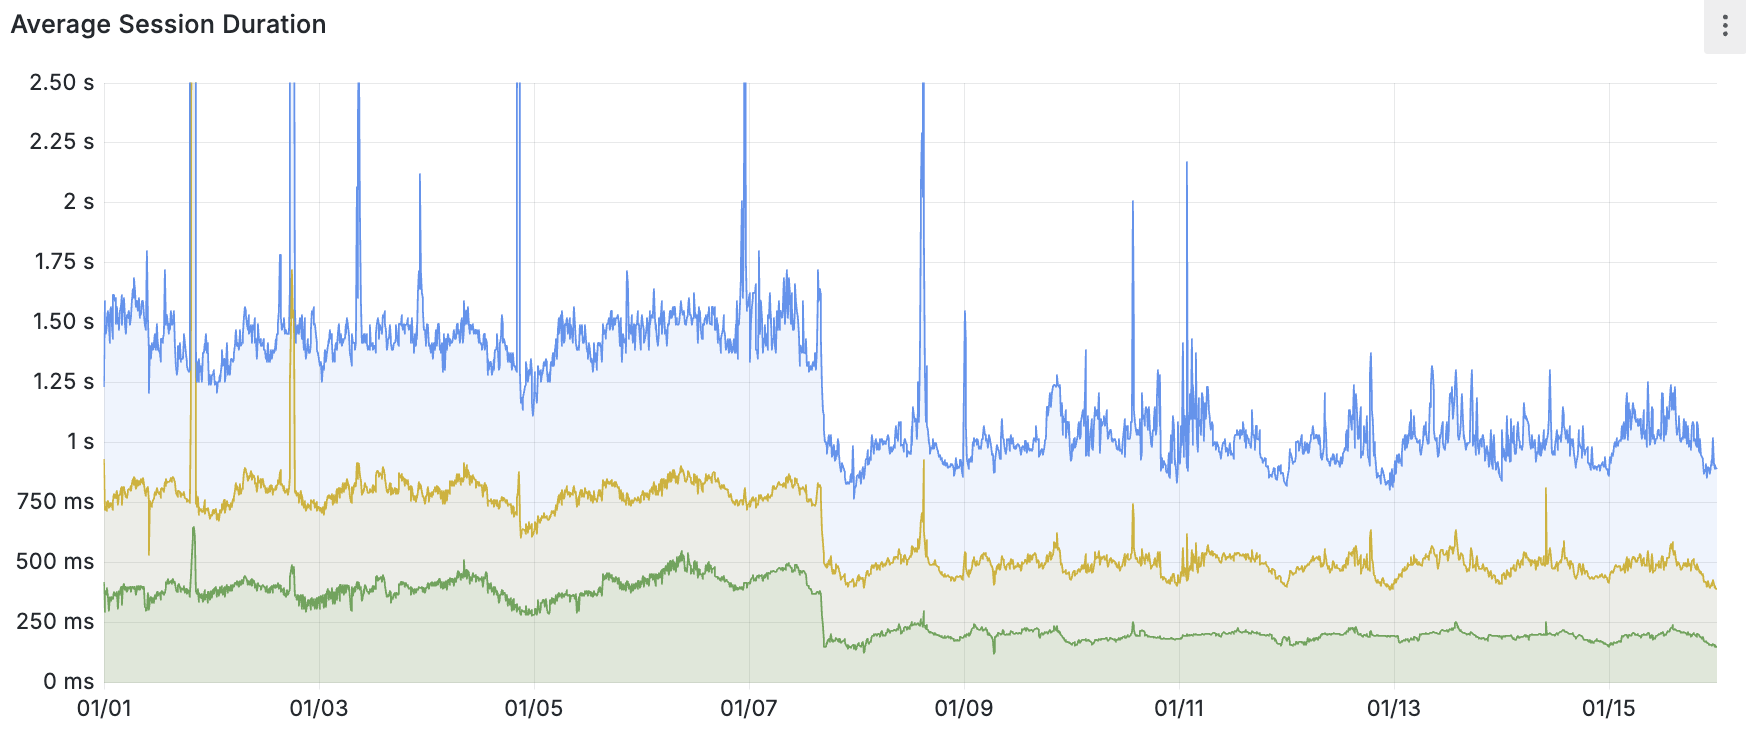 Average Session Duration
2.50 s
2.25 s
2 s
1.75 s
1.50 s
1.25 s
1 s
750 ms
500 ms
250 ms
0 ms
01/01 01/03 01/05 01/07 01/09 01/11 01/13 01/15